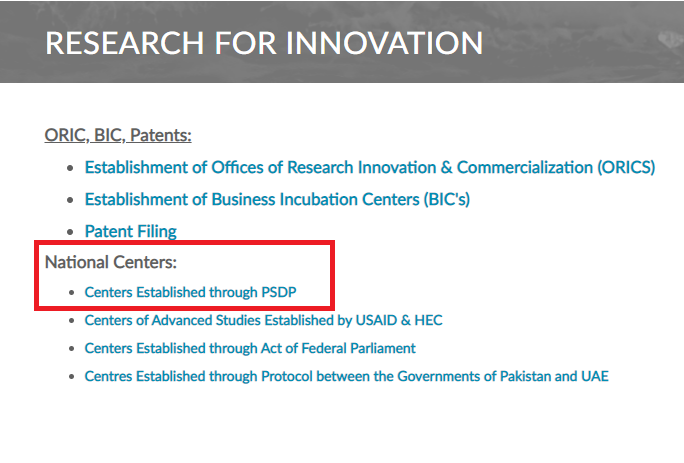 RESEARCH FOR INNOVATION
ORIC, BIC, Patents:
Establishment of Offices of Research Innovation & Commercialization (ORICS)
Establishment of Business Incubation Centers (BIC's)
Patent Filing
National Centers:
Centers Established through PSDP
Centers of Advanced Studies Established by USAID & HEC
Centers Established through Act of Federal Parliament
Centres Established through Protocol between the Governments of Pakistan and UAE